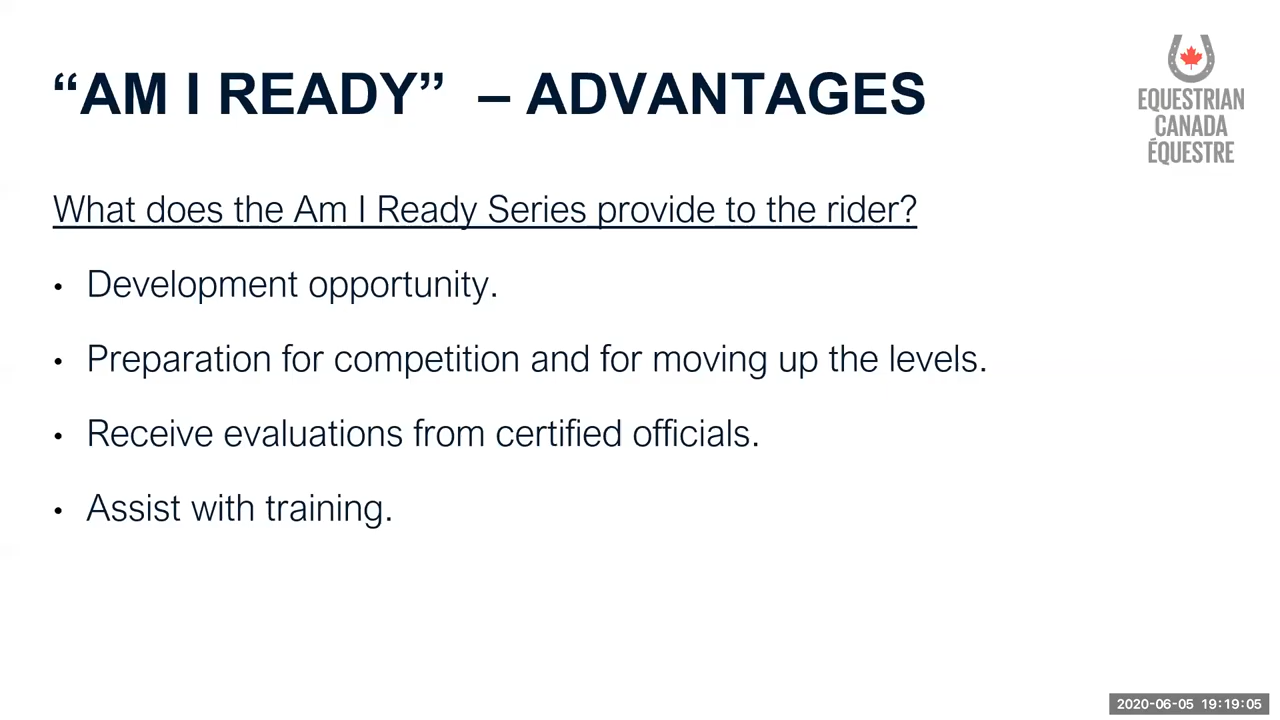 “AM I READY” – ADVANTAGES
EQUESTRIAN
CANADA
ÉQUESTRE
What does the Am I Ready Series provide to the rider?
• Development opportunity.
• Preparation for competition and for moving up the levels.
• Receive evaluations from certified officials.
• Assist with training.
2020-06-05 19:19:05